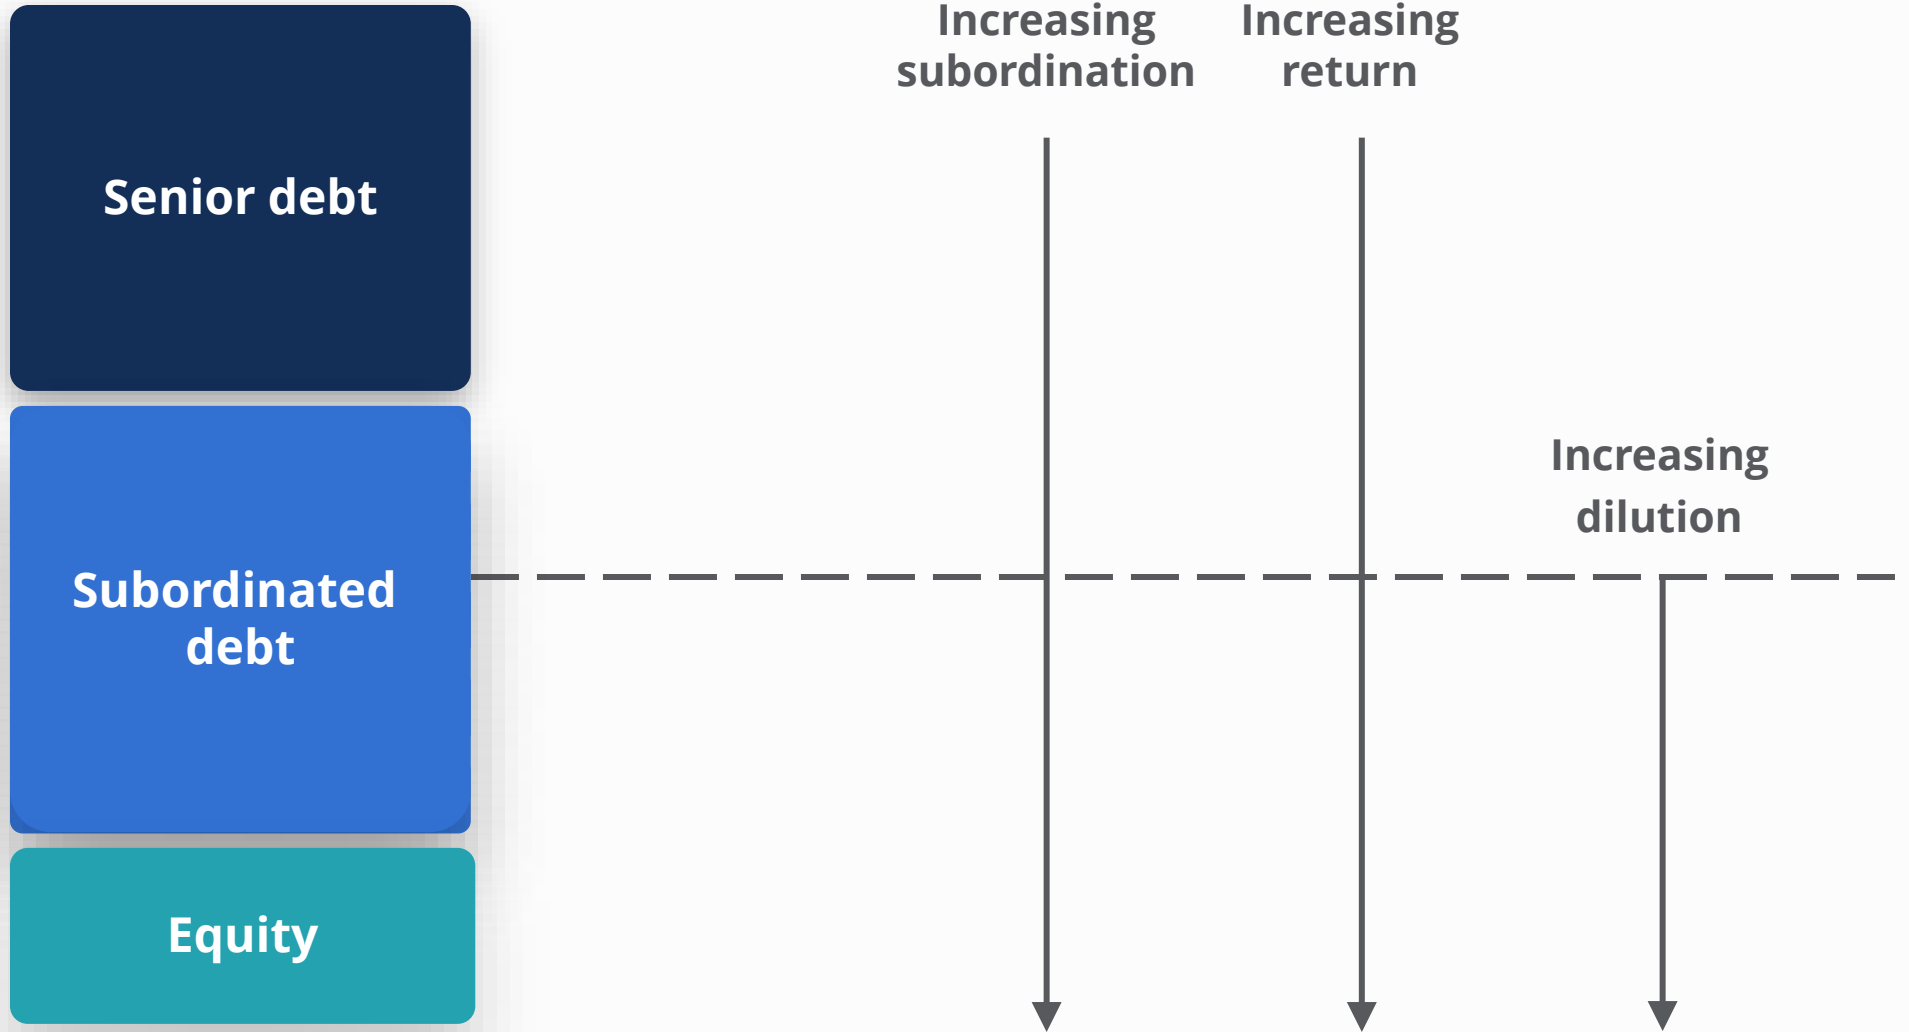 Increasing
subordination
Increasing
return
Senior debt
Increasing
dilution
Subordinated
debt
Equity